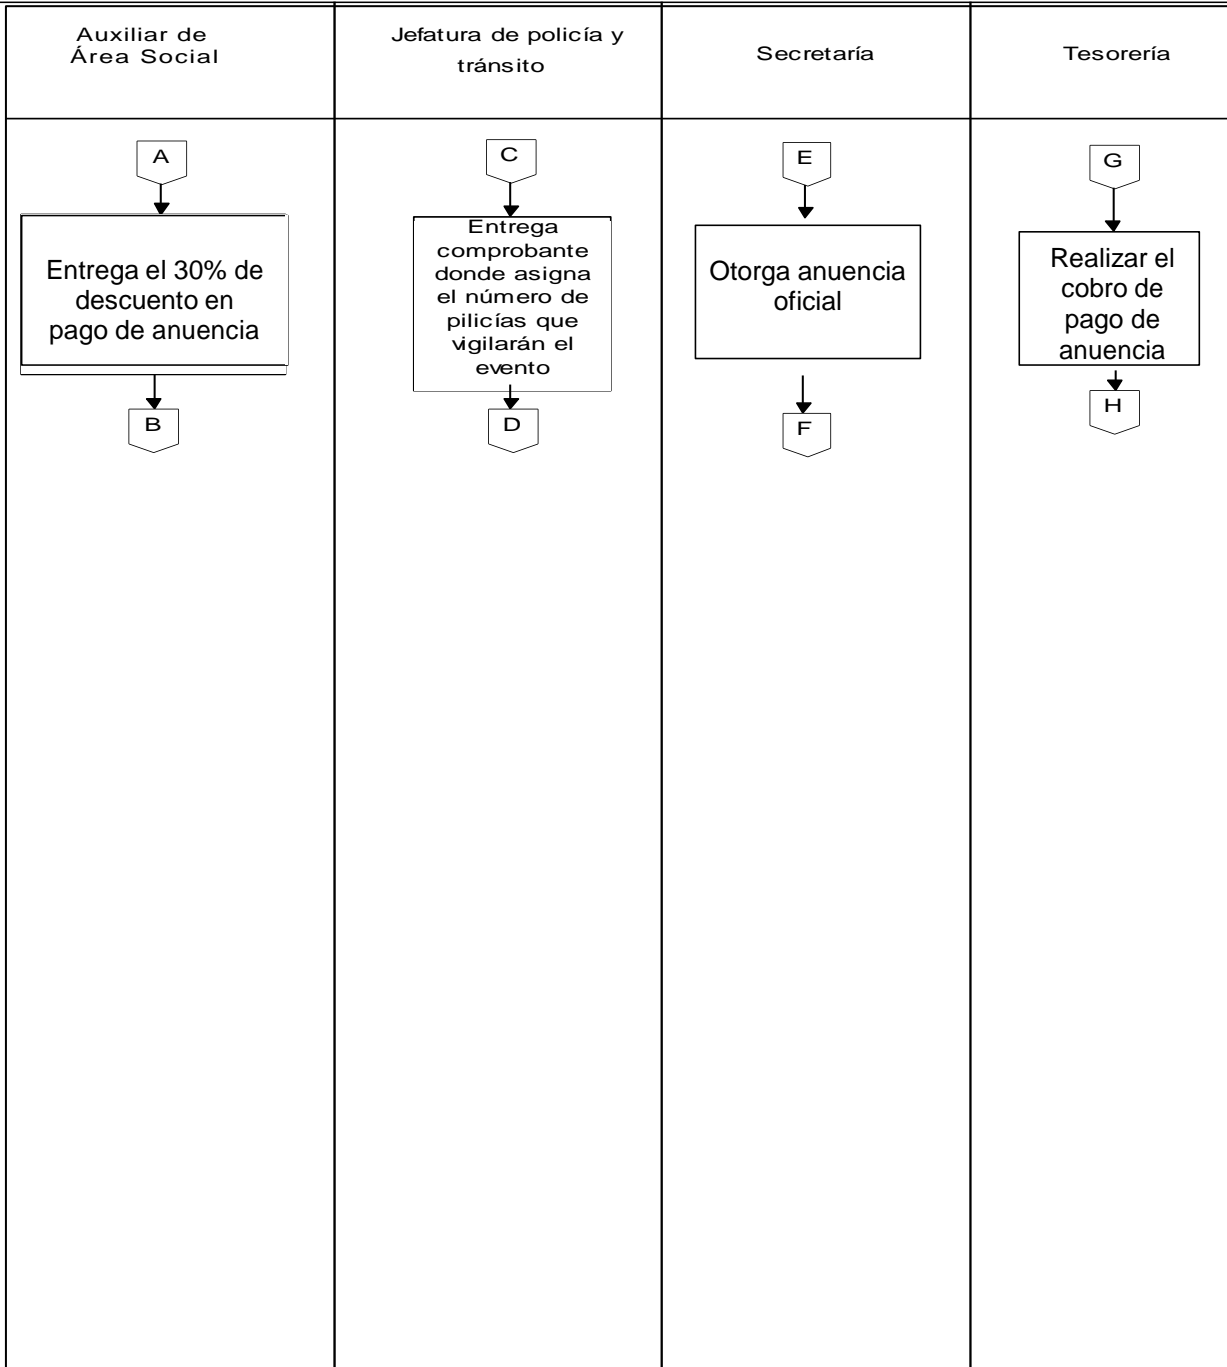 Auxiliar de
Área Social
Jefatura de policía y
tránsito
Secretaría
Tesorería
A
Entrega el 30% de
descuento en
pago de anuencia
B
C
Entrega
comprobante
donde asigna
el número de
pilicías que
vigilarán el
evento
D
E
Otorga anuencia
oficial
F
G
Realizar el
cobro de
pago de
anuencia
H